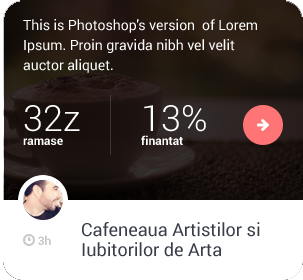 This is Photoshop's version of Lorem
Ipsum. Proin gravida nibh vel velit
auctor aliquet.
32z
ramase
13%
finantat
3h
Cafeneaua Artistilor si
Iubitorilor de Arta